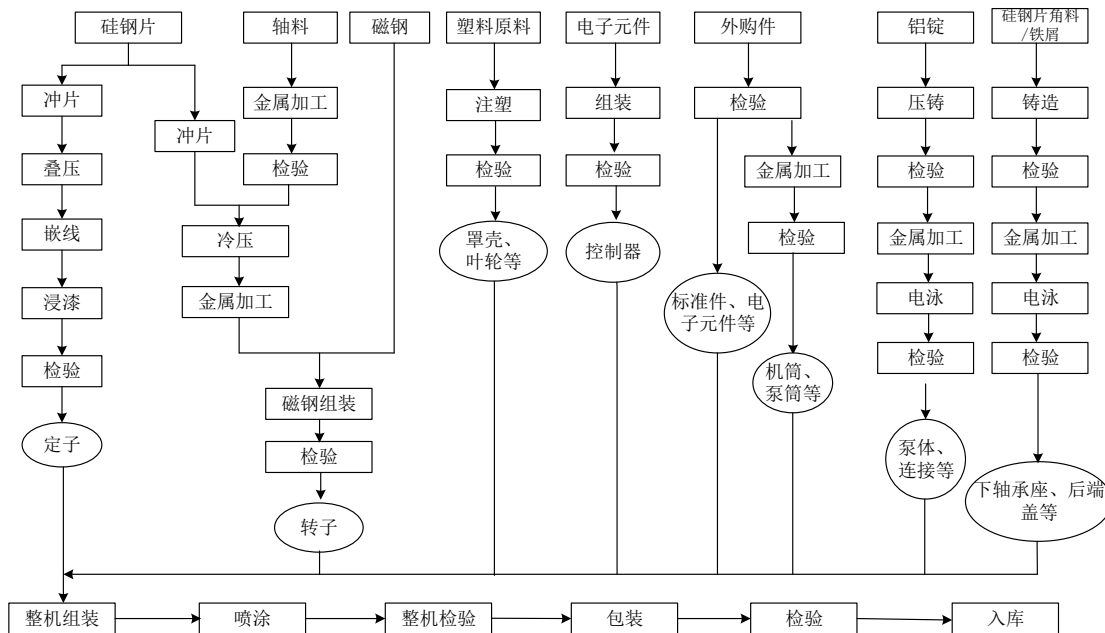 硅钢片
轴料
磁钢
塑料原料
电子元件
外购件
铝锭
硅钢片角料
/铁屑
冲片
冲片
金属加工
注塑
组装
检验
压铸
铸造
叠压
检验
检验
检验
金属加工
检验
检验
嵌线
冷压
罩壳、
叶轮等
控制器
检验
金属加工
金属加工
浸漆
金属加工
标准件、电
子元件等
电泳
电泳
检验
机筒、
泵筒等
检验
检验
磁钢组装
定子
检验
泵体、
连接等
下轴承座、后端
盖等
转子
整机组装
喷涂
整机检验
包装
检验
入库